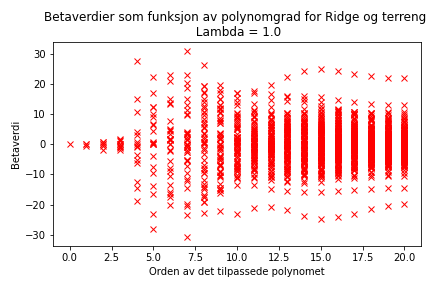 Betaverdier som funksjon av polynomgrad for Ridge og terreng
Lambda = 1.0
Betaverdi
30
20
10
0
−10
−20
−30
0.0 2.5 5.0 7.5 10.0 12.5 15.0 17.5 20.0
Orden av det tilpassede polynomet